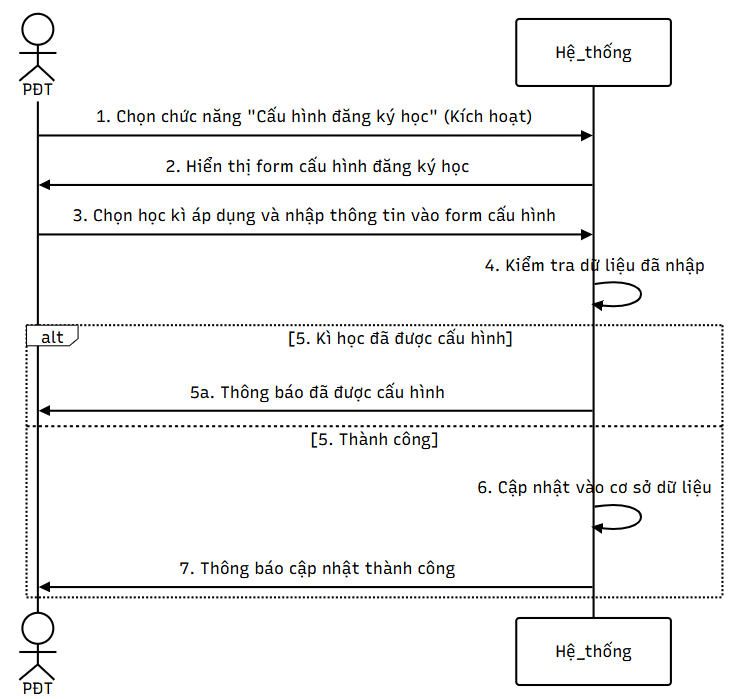 Hệ_thống
PĐT
1. Chọn chức năng "Cấu hình đăng ký học" (Kích hoạt)
2. Hiển thị form cấu hình đăng ký học
3. Chọn học kì áp dụng và nhập thông tin vào form cấu hình
4. Kiểm tra dữ liệu đã nhập
alt
[5. Kì học đã được cấu hình]
5a. Thông báo đã được cấu hình
[5. Thành công]
6. Cập nhật vào cơ sở dữ liệu
7. Thông báo cập nhật thành công
Hệ_thống
PĐT